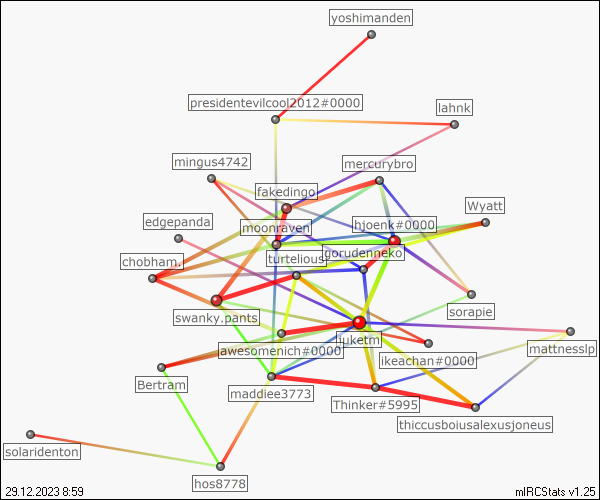 yoshimanden
presidentevilcool2012#0000
lahnk
mingus4742
mercurybro
fakedingo
Wyatt
edgepanda
moonraven
hjoenk#0000
chobham.
turtelious
gorudenneko
sorapie
swanky.pants
luketm
awesomenich#0000
ikeachan#0000
mattnesslp
Bertram
maddiee3773
Thinker#5995
thiccusboiusalexusjoneus
solaridenton
hos8778
29.12.2023 8:59
mIRCStats v1.25